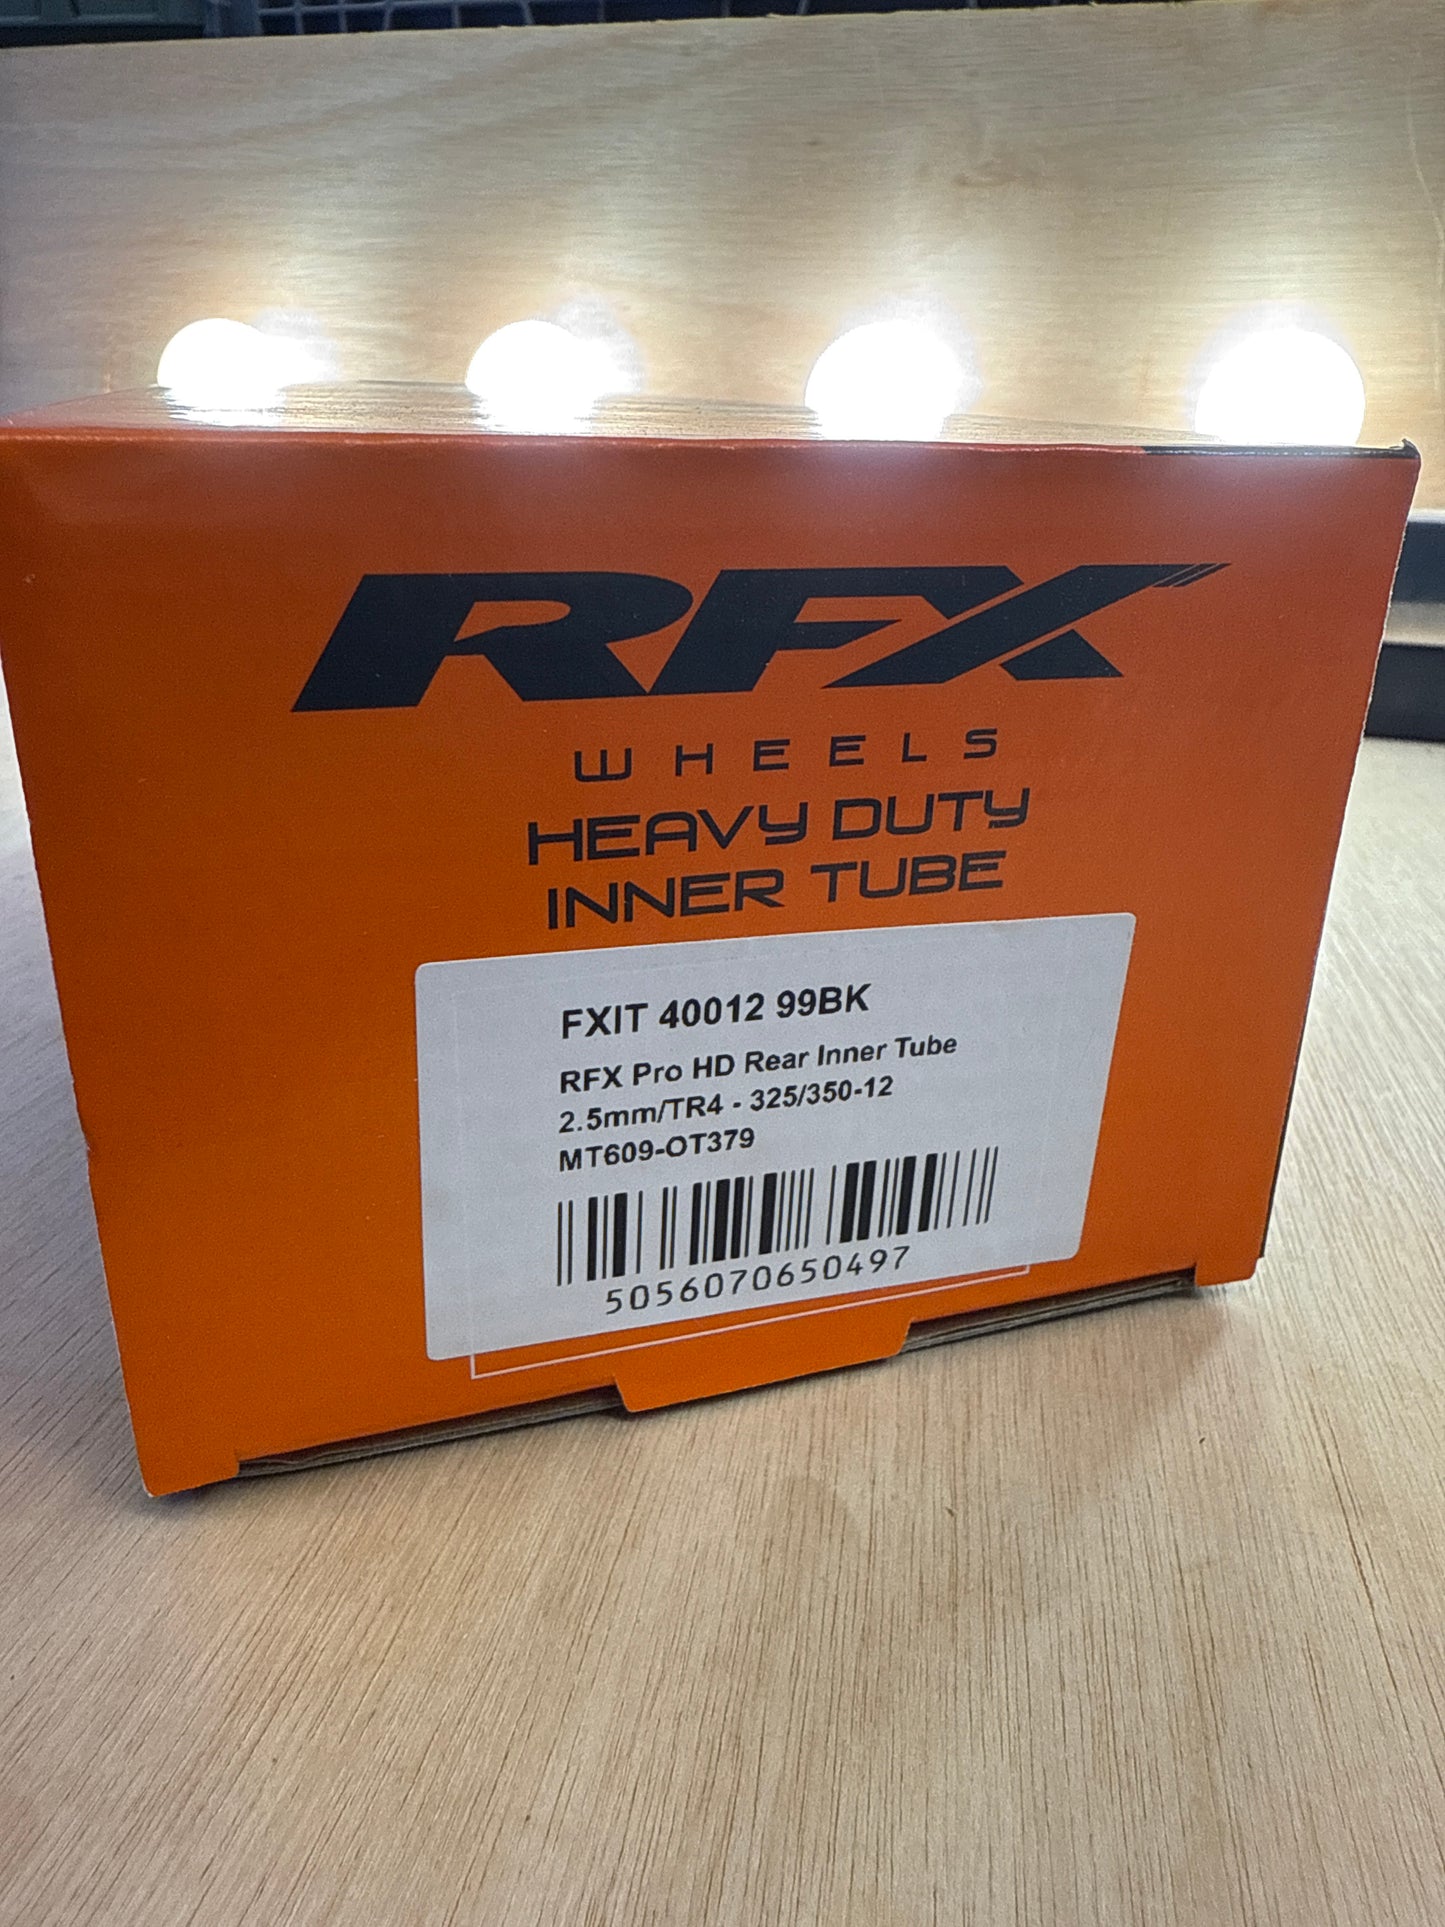 RFX
WHEELS
HEAVY DUTY
INNER TUBE
FXIT 40012 99BK
RFX Pro HD Rear Inner Tube
2.5mm/TR4 - 325/350-12
MT609-OT379
5056070650497